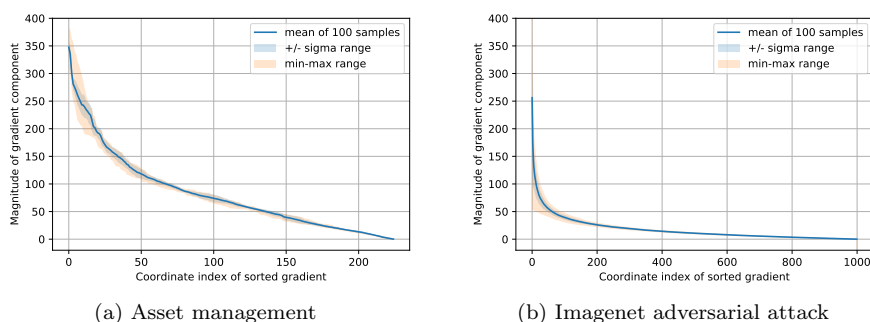 400
350
300
250
200
150
100
50
0
Magnitude of gradient component
mean of 100 samples
+/- sigma range
min-max range
0 50 100 150 200
Coordinate index of sorted gradient
(a) Asset management
400
350
300
250
200
150
100
50
0
Magnitude of gradient component
mean of 100 samples
+/- sigma range
min-max range
0 200 400 600 800 1000
Coordinate index of sorted gradient
(b) Imagenet adversarial attack